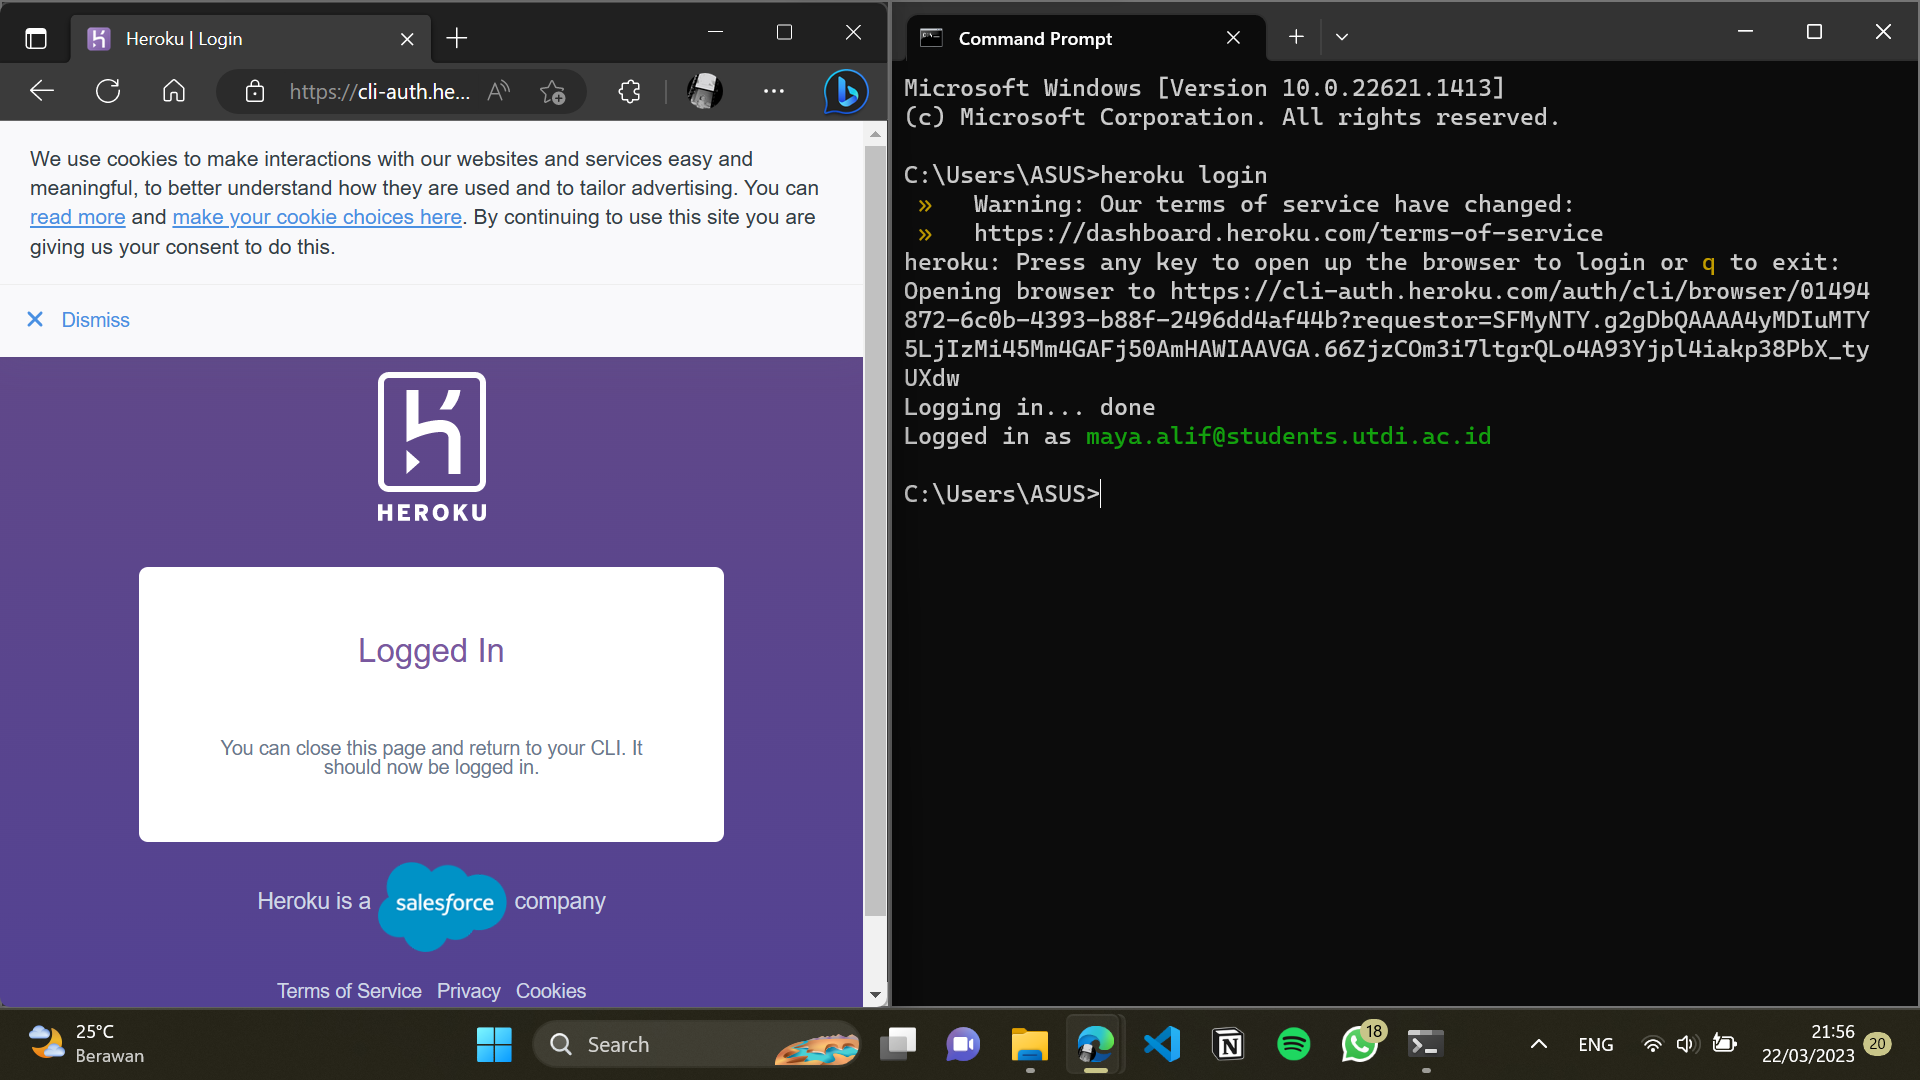 Heroku | Login
https://cli-auth.he...
We use cookies to make interactions with our websites and services easy and
meaningful, to better understand how they are used and to tailor advertising. You can
read more and make your cookie choices here. By continuing to use this site you are
giving us your consent to do this.
Dismiss
HEROKU
Logged In
You can close this page and return to your CLI. It
should now be logged in.
Heroku is a salesforce company
Terms of Service Privacy Cookies
Command Prompt
Microsoft Windows [Version 10.0.22621.1413]
(c) Microsoft Corporation. All rights reserved.
C:\Users\ASUS>heroku login
» Warning: Our terms of service have changed:
» https://dashboard.heroku.com/terms-of-service
heroku: Press any key to open up the browser to login or q to exit:
Opening browser to https://cli-auth.heroku.com/auth/cli/browser/01494
872-6c0b-4393-b88f-2496dd4af44b?requestor=SFMyNTY.g2gDbQAAAA4yMDIuMTY
5LjIzMi45Mm4GAFj50AmHAWIAAVGA.66ZjzCOm3i7ltgrQLo4A93Yjpl4iakp38PbX_ty
UXdw
Logging in... done
Logged in as maya.alif@students.utdi.ac.id
C:\Users\ASUS>
25°C
Berawan
Search
18
ENG
21:56
22/03/2023
20